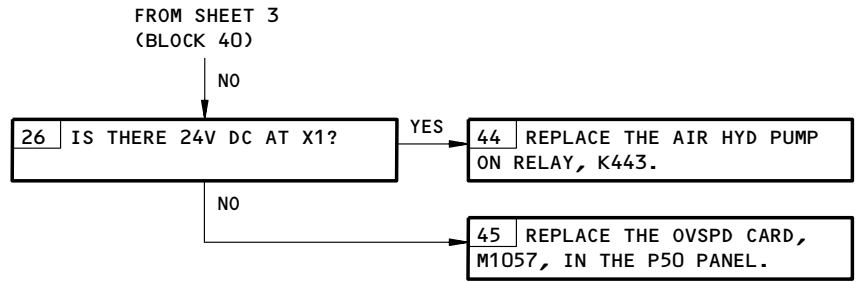 FROM SHEET 3
(BLOCK 40)
NO
26 IS THERE 24V DC AT X1?
YES
44 REPLACE THE AIR HYD PUMP
ON RELAY, K443.
NO
45 REPLACE THE OVSPD CARD,
M1057, IN THE P50 PANEL.